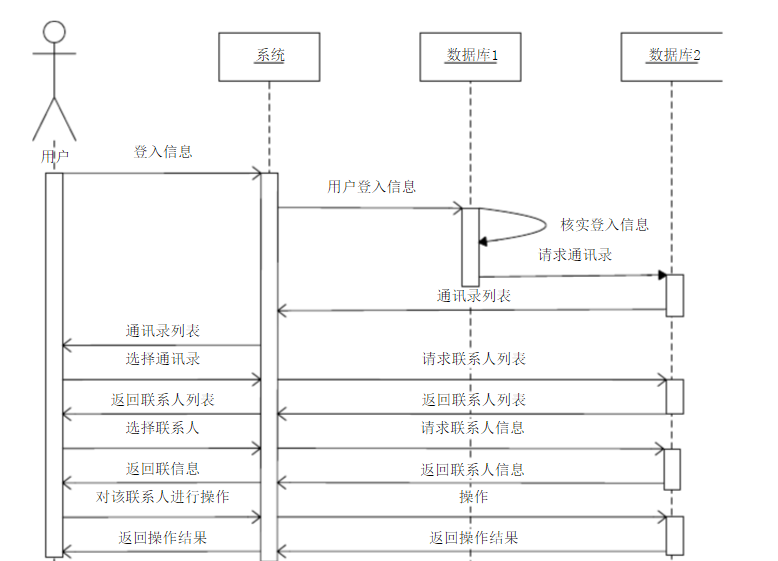 系统
数据库1
数据库2
用户
登入信息
用户登入信息
核实登入信息
请求通讯录
通讯录列表
通讯录列表
选择通讯录
请求联系人列表
返回联系人列表
返回联系人列表
选择联系人
请求联系人信息
返回联信息
返回联系人信息
对该联系人进行操作
操作
返回操作结果
返回操作结果